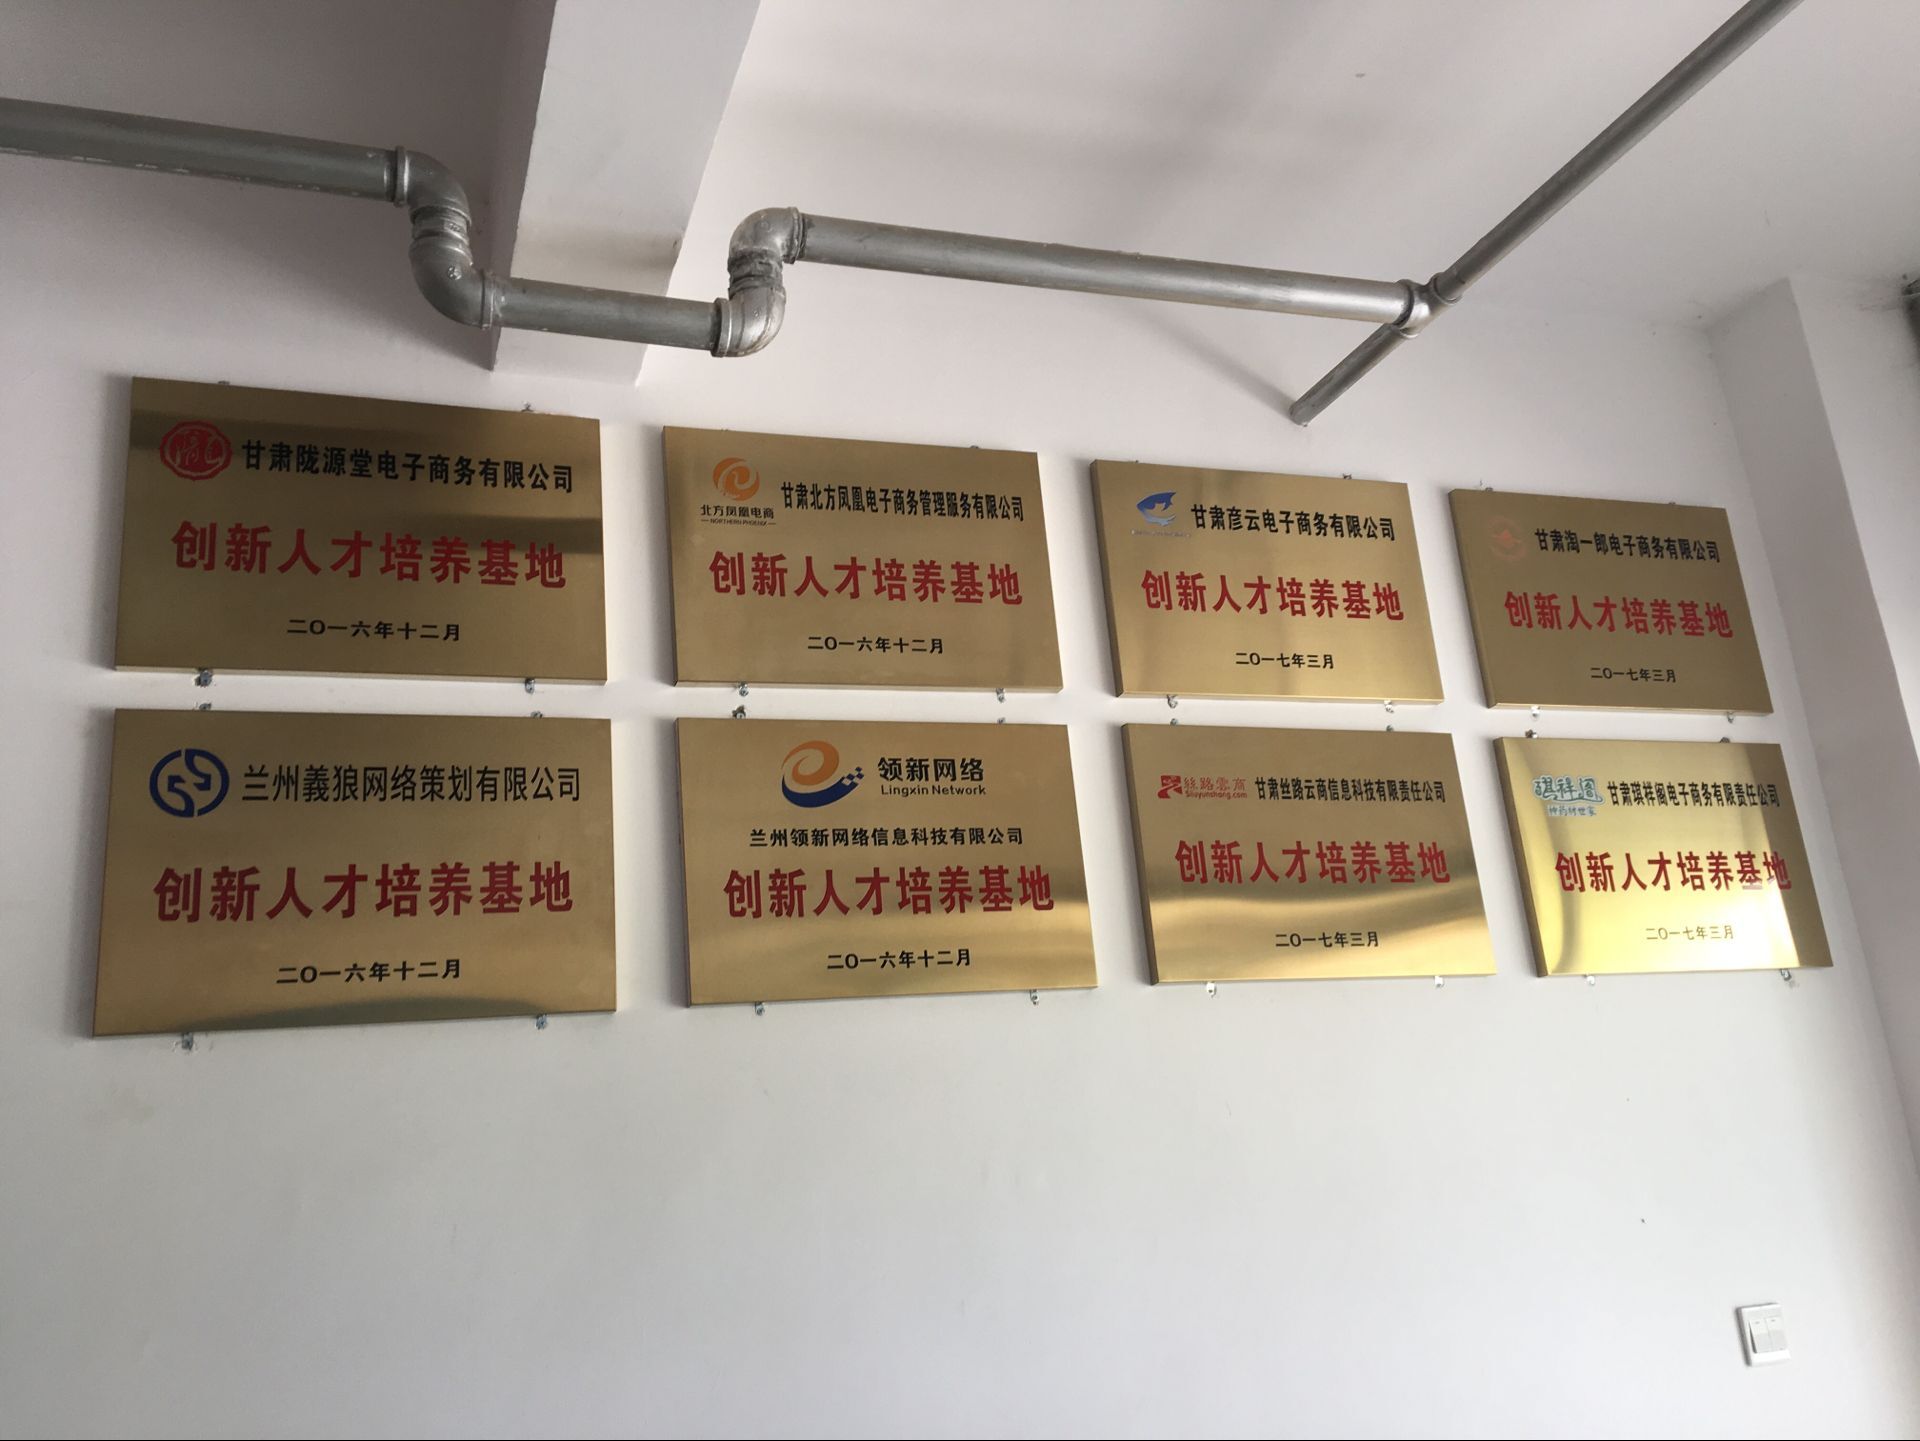 甘肃陇源堂电子商务有限公司
创新人才培养基地
二〇一六年十二月
北方凤凰电商
NORTHERN PHOENIX
甘肃北方凤凰电子商务管理服务有限公司
创新人才培养基地
二〇一六年十二月
甘肃彦云电子商务有限公司
创新人才培养基地
二〇一七年三月
甘肃淘一郎电子商务有限公司
创新人才培养基地
二〇一七年三月
兰州義狼网络策划有限公司
创新人才培养基地
二〇一六年十二月
领新网络
Lingxin Network
兰州领新网络信息科技有限公司
创新人才培养基地
二〇一六年十二月
絲路雲商
Siluyunshang.com
甘肃丝路云商信息科技有限责任公司
创新人才培养基地
二〇一七年三月
琪祥阁
甘肃琪祥阁电子商务有限责任公司
创新人才培养基地
二〇一七年三月